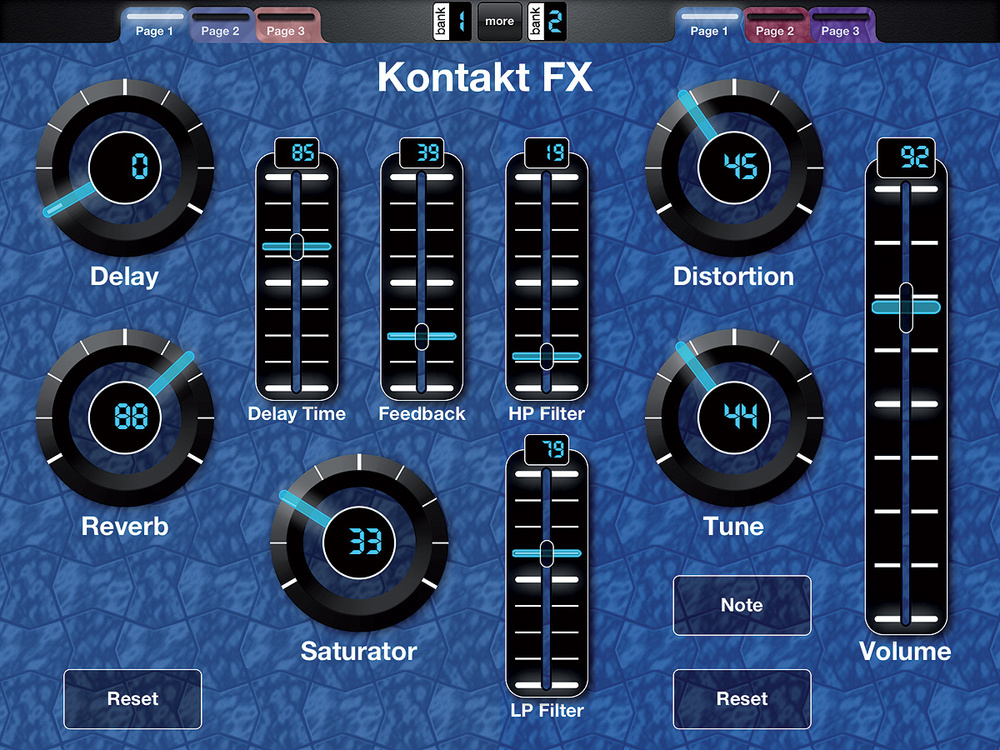 Page 1
Page 2
Page 3
bank
1
more
bank
2
Page 1
Page 2
Page 3
Kontakt FX
0
Delay
85
Delay Time
39
Feedback
19
HP Filter
45
Distortion
92
Volume
88
Reverb
33
Saturator
79
LP Filter
44
Tune
Note
Reset
Reset